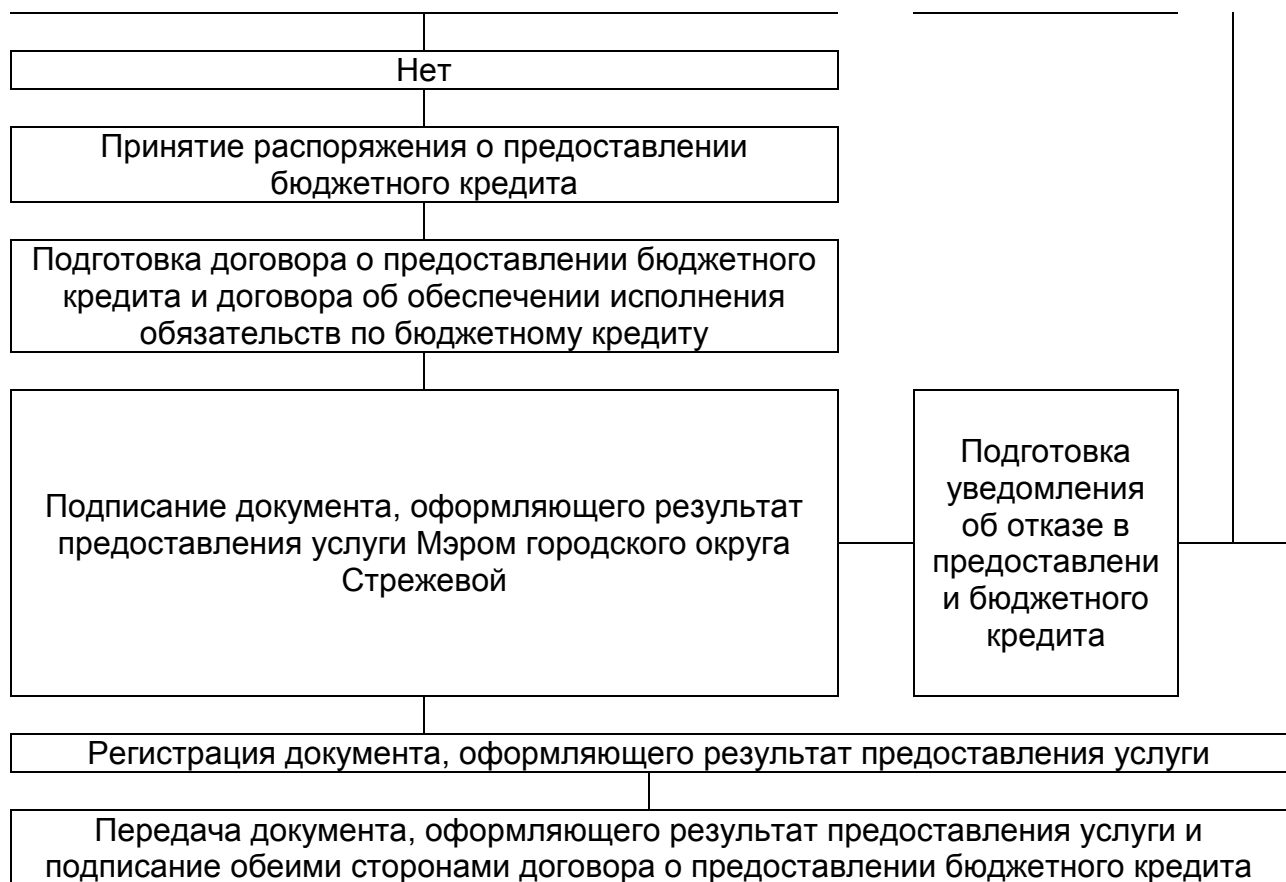 Нет
Принятие распоряжения о предоставлении
бюджетного кредита
Подготовка договора о предоставлении бюджетного
кредита и договора об обеспечении исполнения
обязательств по бюджетному кредиту
Подписание документа, оформляющего результат
предоставления услуги Мэром городского округа
Стрежевой
Подготовка
уведомления
об отказе в
предоставлени
и бюджетного
кредита
Регистрация документа, оформляющего результат предоставления услуги
Передача документа, оформляющего результат предоставления услуги и
подписание обеими сторонами договора о предоставлении бюджетного кредита